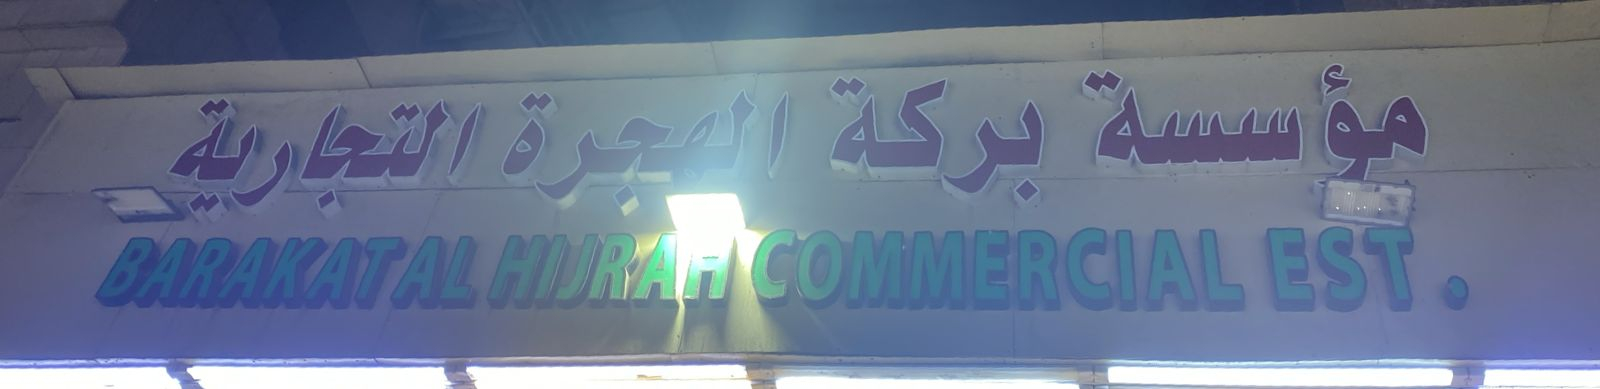 مؤسسة بركة الهجرة التجارية
BARAKAT AL HIJRAH COMMERCIAL EST.